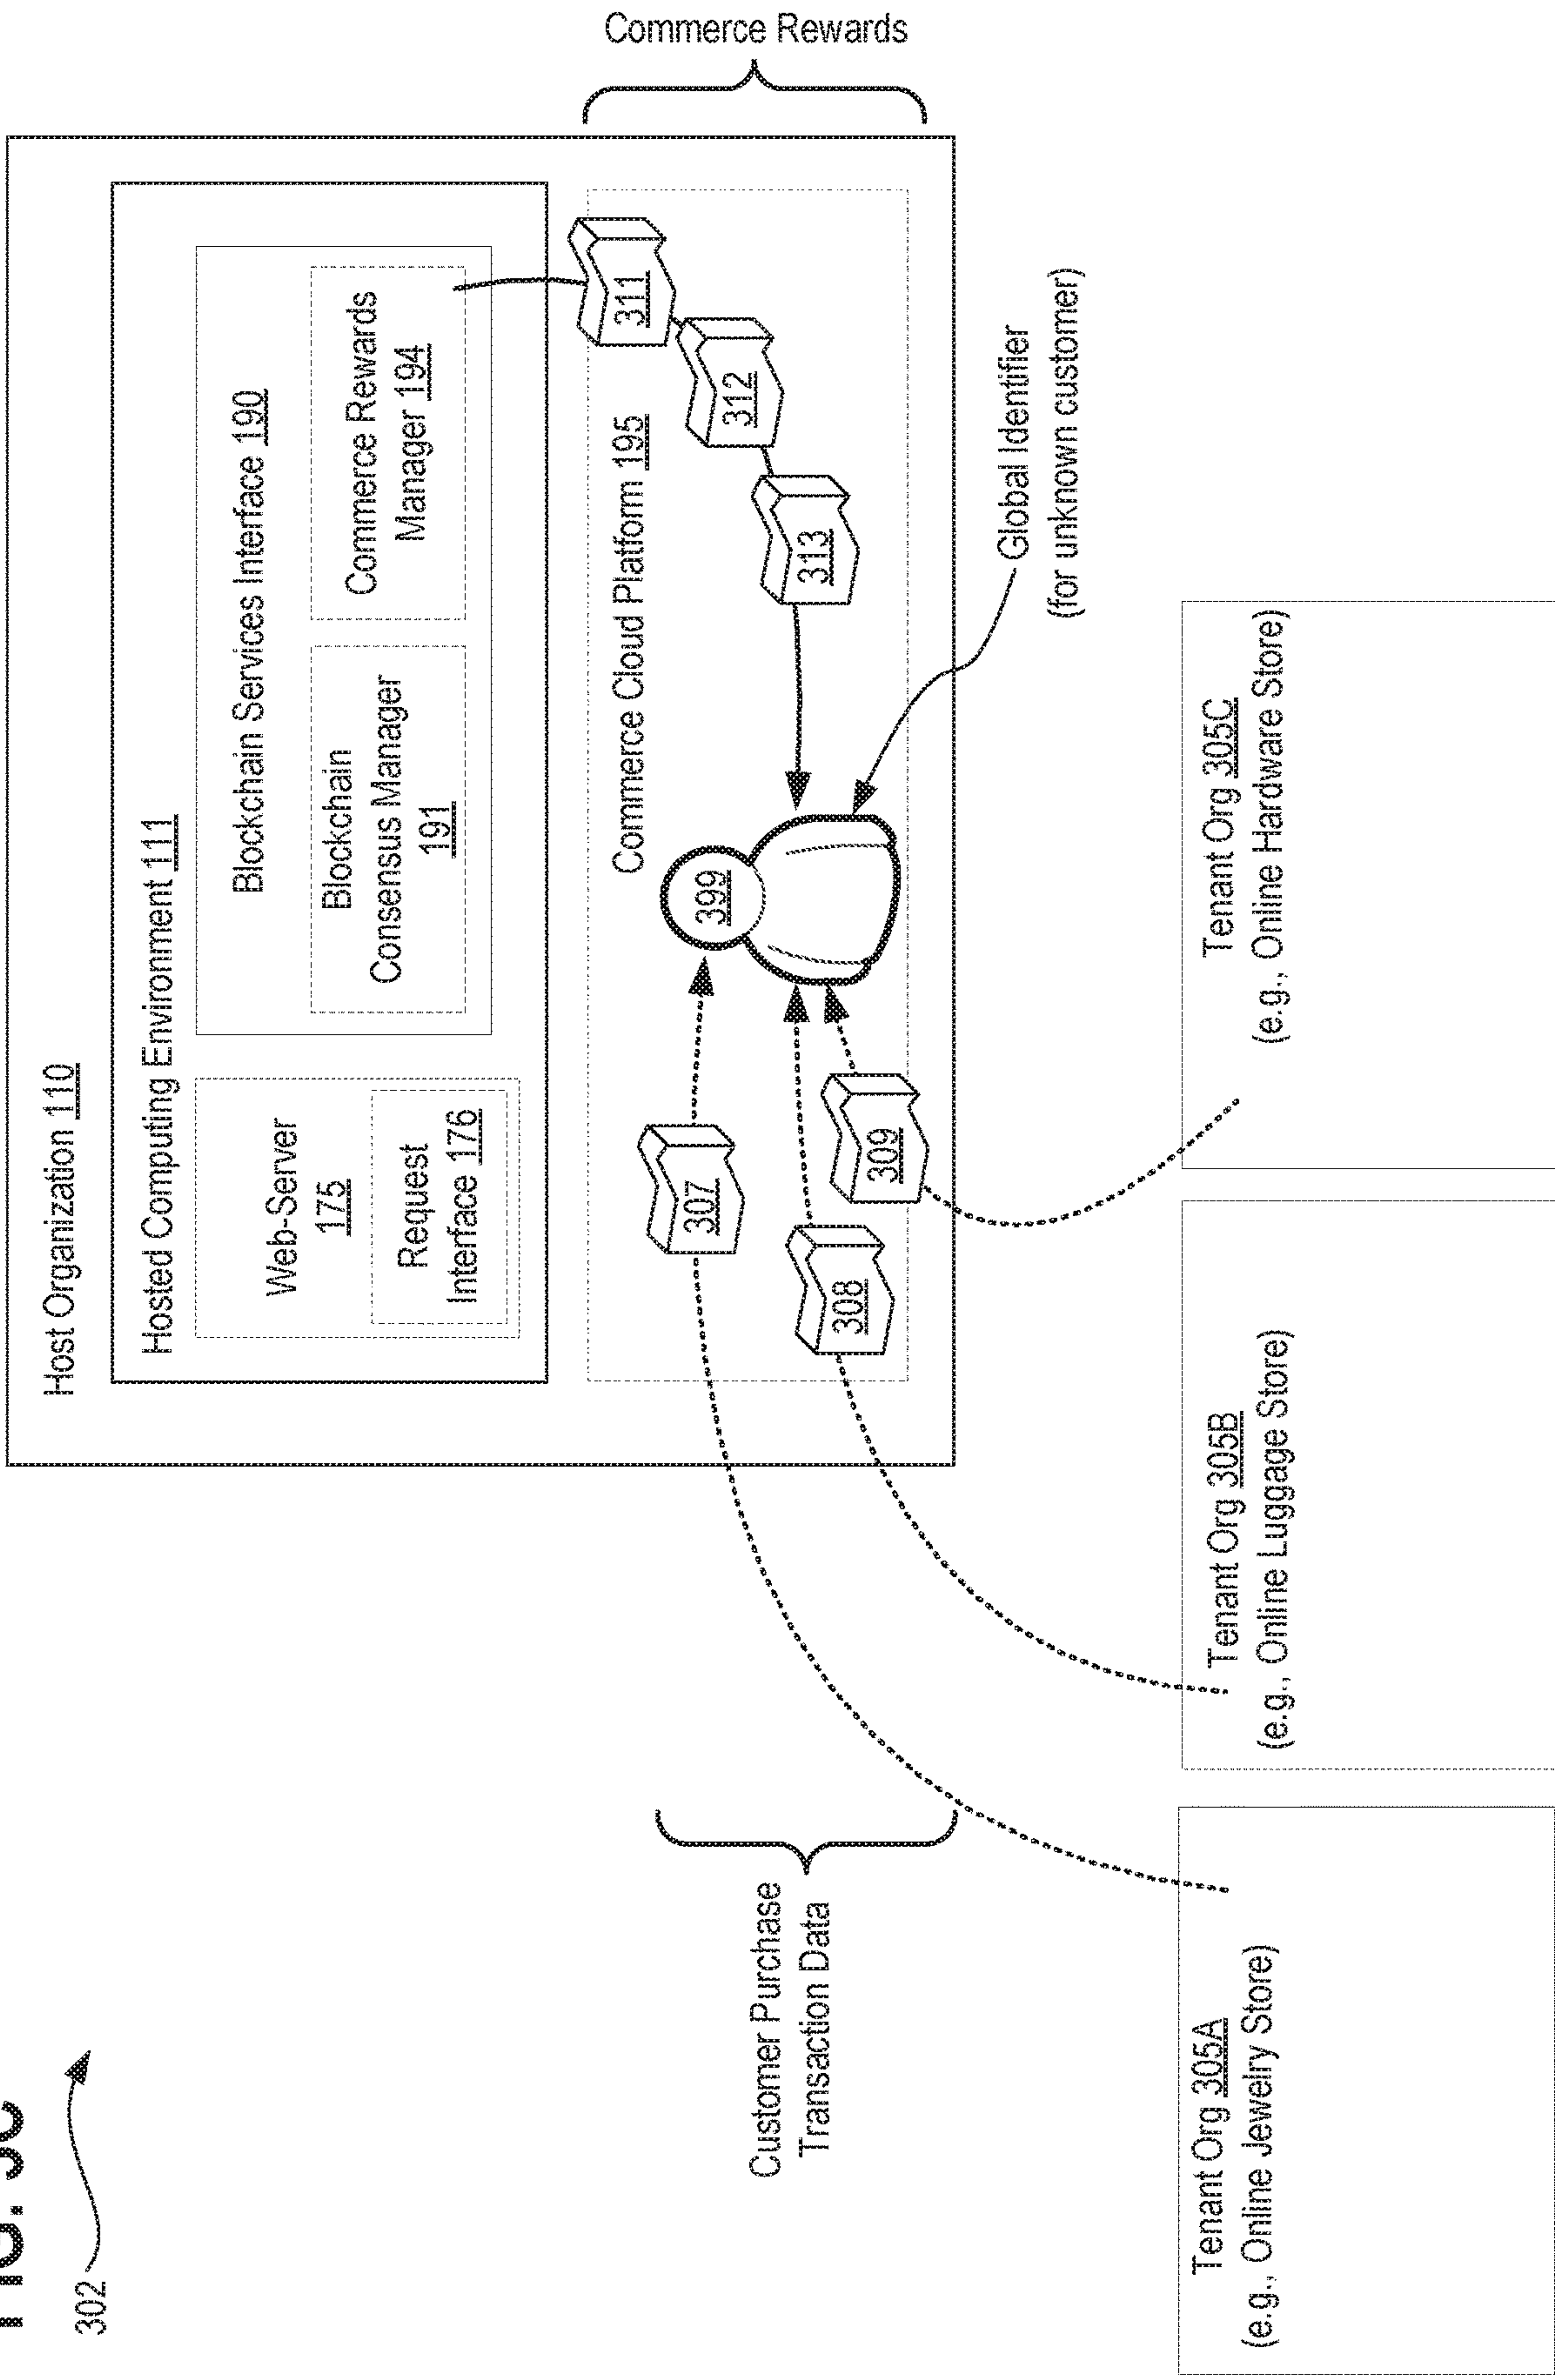 FIG. 3C
302
Host Organization 110
Hosted Computing Environment 111
Web-Server
175
Request
Interface 176
Blockchain Services Interface 190
Blockchain
Consensus Manager
191
Commerce Rewards
Manager 194
Commerce Cloud Platform 195
311
312
313
399
307
308
309
Commerce Rewards
Global Identifier
(for unknown customer)
Customer Purchase
Transaction Data
Tenant Org 305A
(e.g., Online Jewelry Store)
Tenant Org 305B
(e.g., Online Luggage Store)
Tenant Org 305C
(e.g., Online Hardware Store)